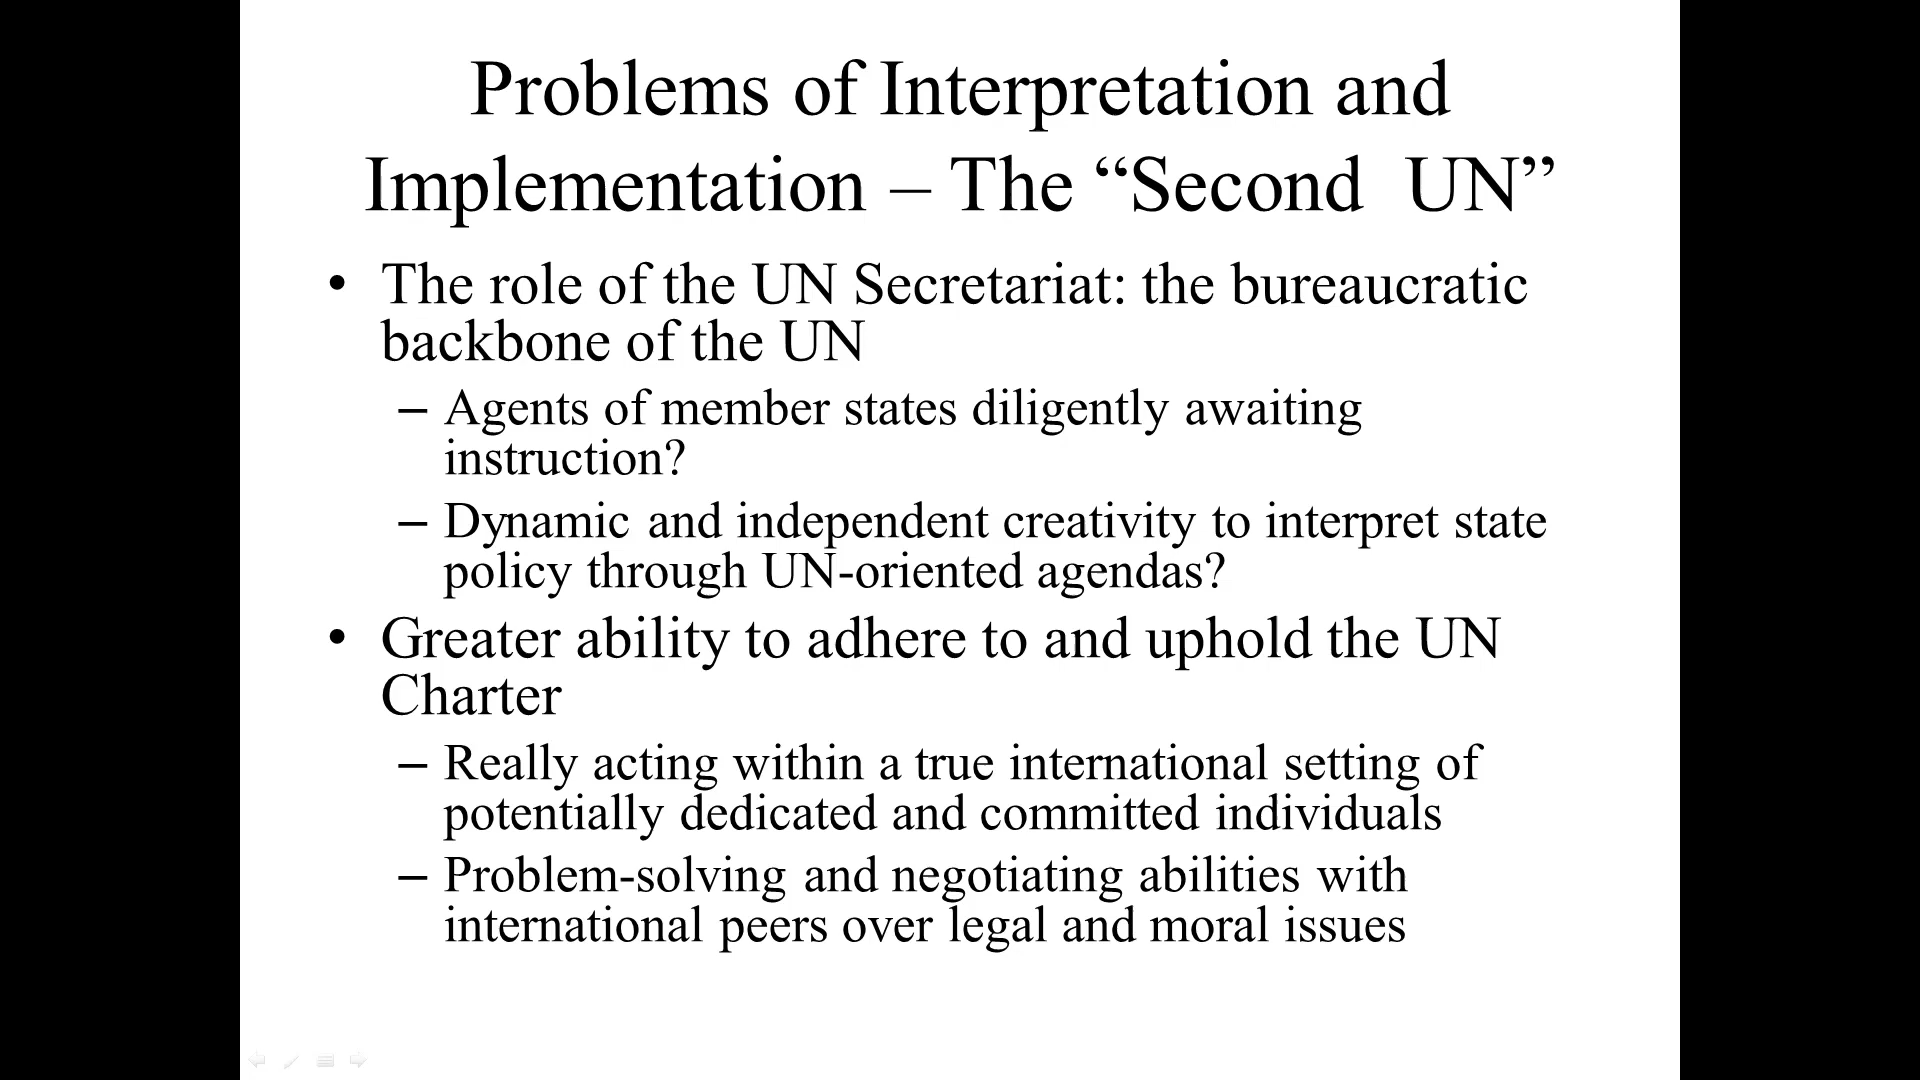 Problems of Interpretation and
Implementation – The “Second  UN”
• The role of the UN Secretariat: the bureaucratic
backbone of the UN
– Agents of member states diligently awaiting
instruction?
– Dynamic and independent creativity to interpret state
policy through UN-oriented agendas?
• Greater ability to adhere to and uphold the UN
Charter
– Really acting within a true international setting of
potentially dedicated and committed individuals
– Problem-solving and negotiating abilities with
international peers over legal and moral issues